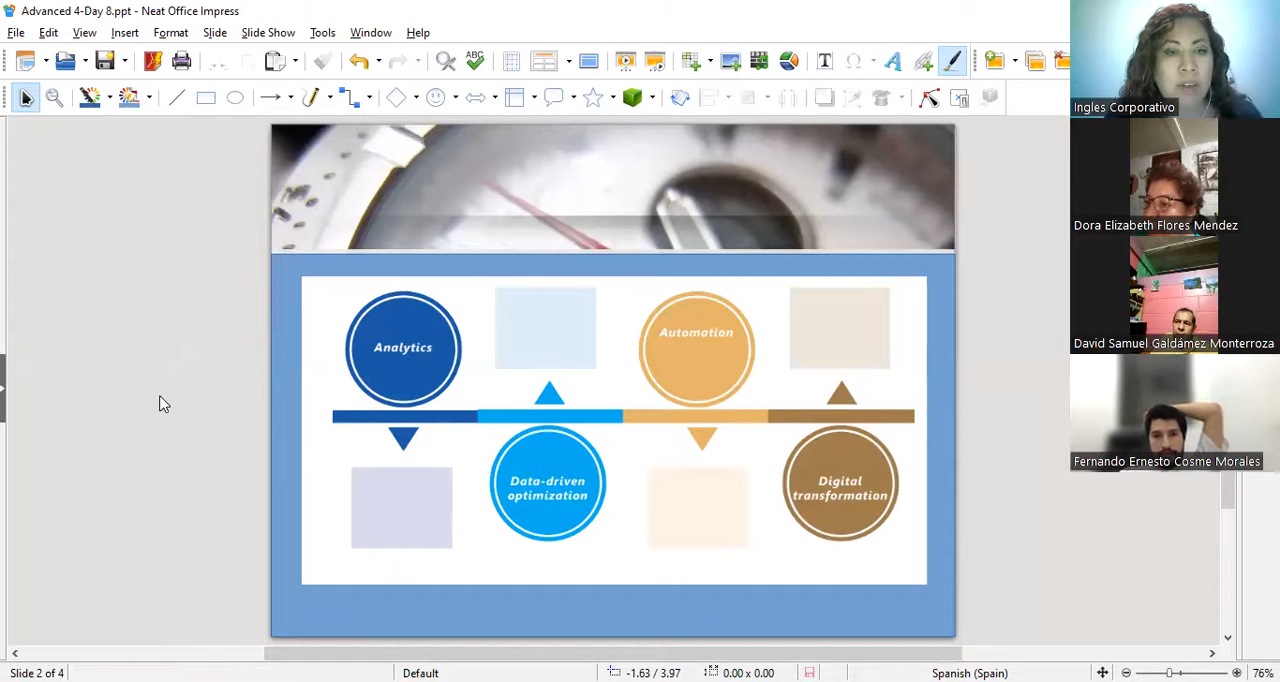 Advanced 4-Day 8.ppt - Neat Office Impress
File Edit View Insert Format Slide Slide Show Tools Window Help
ABC
T Ω A
Analytics
Automation
Data-driven
optimization
Digital
transformation
Slide 2 of 4
Default
-1.63 / 3.97
0.00 x 0.00
Spanish (Spain)
76%
Ingles Corporativo
Dora Elizabeth Flores Mendez
David Samuel Galdámez Monterroza
Fernando Ernesto Cosme Morales